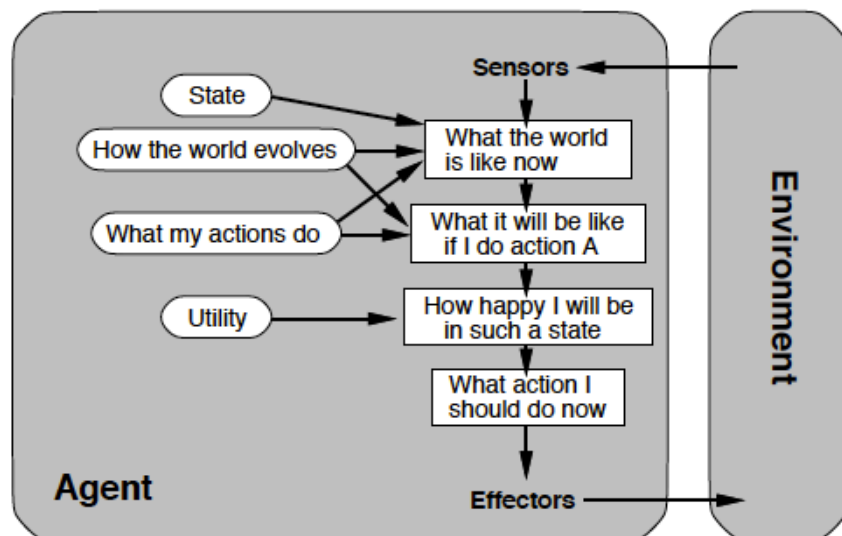 Sensors
State
What the world
is like now
How the world evolves
What it will be like
if I do action A
What my actions do
How happy I will be
in such a state
Utility
What action I
should do now
Agent
Effectors
Environment